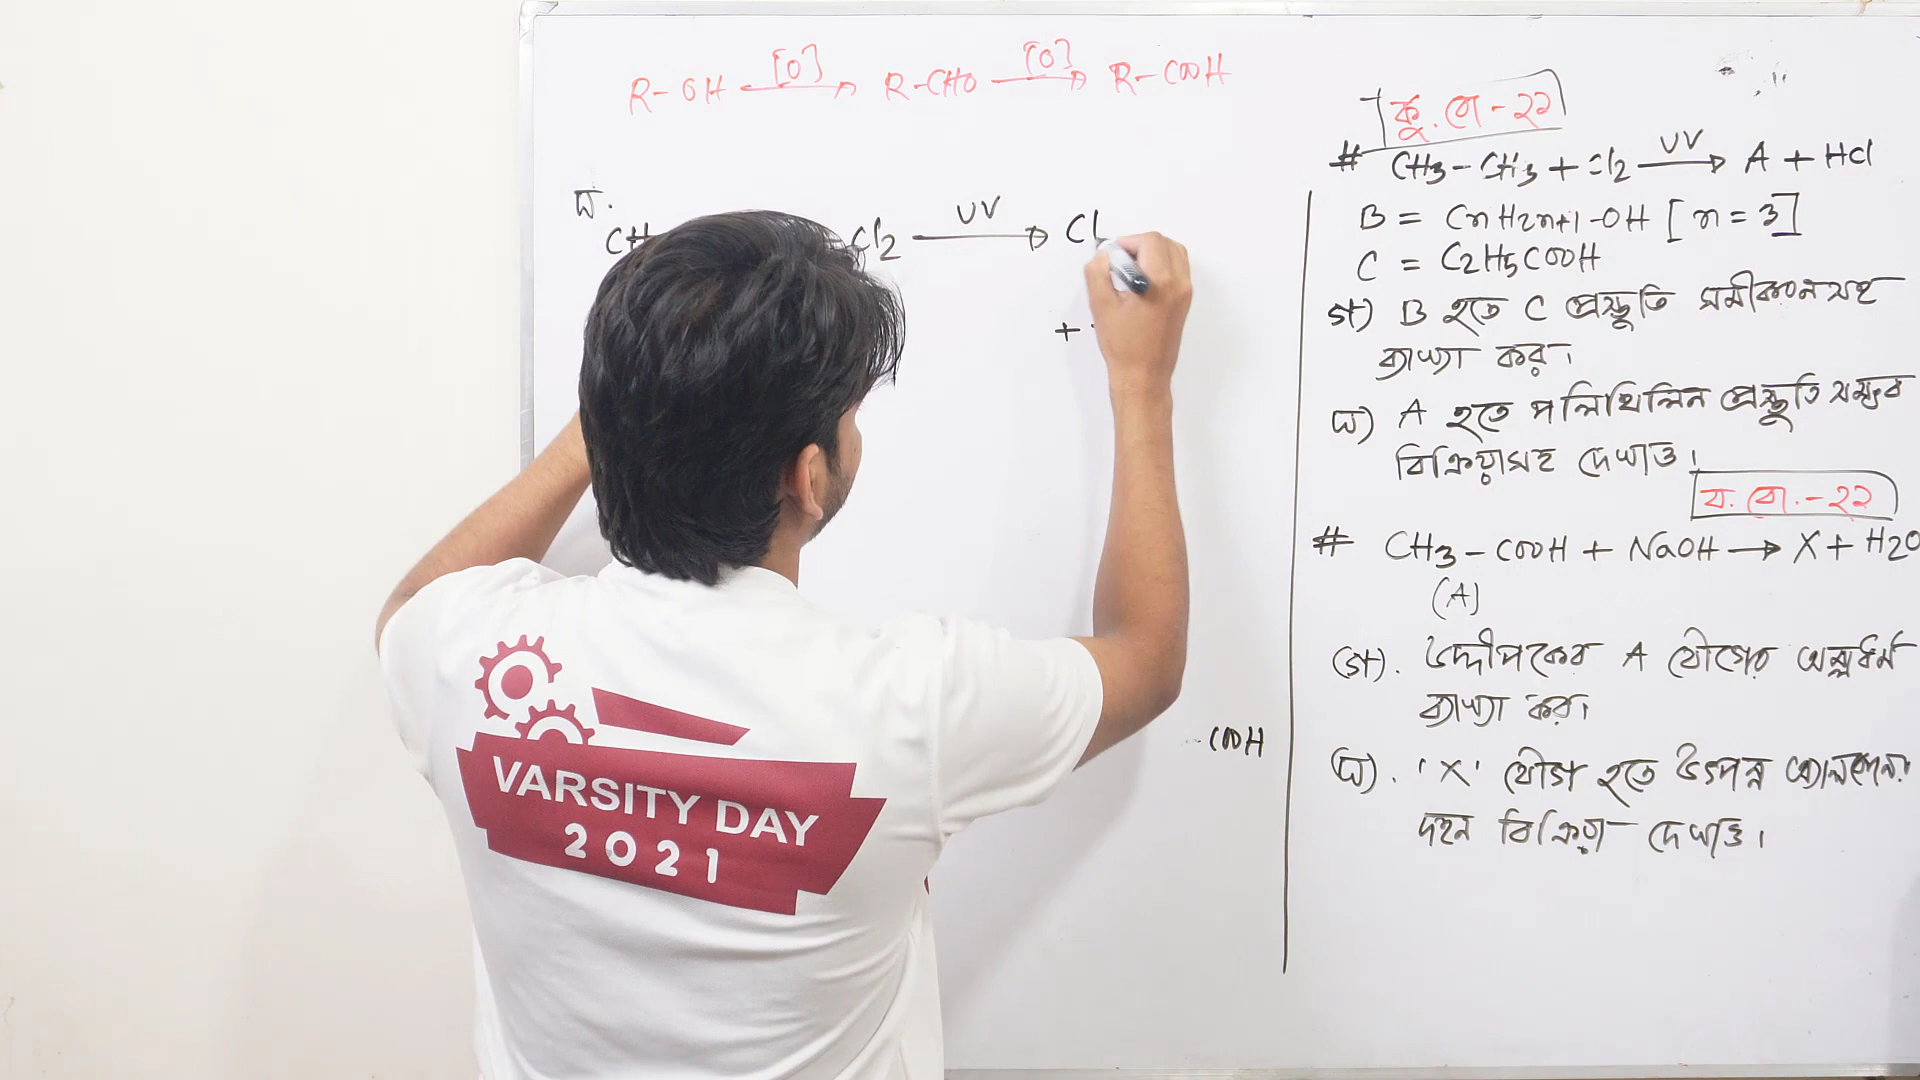 R-OH [O] → R-CHO [O] → R-COOH
ঘ.
CH Cl2 UV → Cl
+
-COOH
VARSITY DAY
2021
কু. বো - ২২
# CH3-CH3 + Cl2 UV → A + HCl
B = CnH2n+1-OH [n = 3]
C = C2H5COOH
গ) B হতে C প্রস্তুতি সমীকরণসহ
ব্যাখ্যা কর।
ঘ) A হতে পলিথিলিন প্রস্তুতি সম্ভব
বিক্রিয়াসহ দেখাও।
ব. বো. - ২২
# CH3-COOH + NaOH → X + H2O
(A)
(গ). উদ্দীপকের A যৌগের অম্লধর্ম
ব্যাখ্যা কর।
(ঘ). 'X' যৌগ হতে উৎপন্ন অ্যালকেনের
দহন বিক্রিয়া দেখাও।